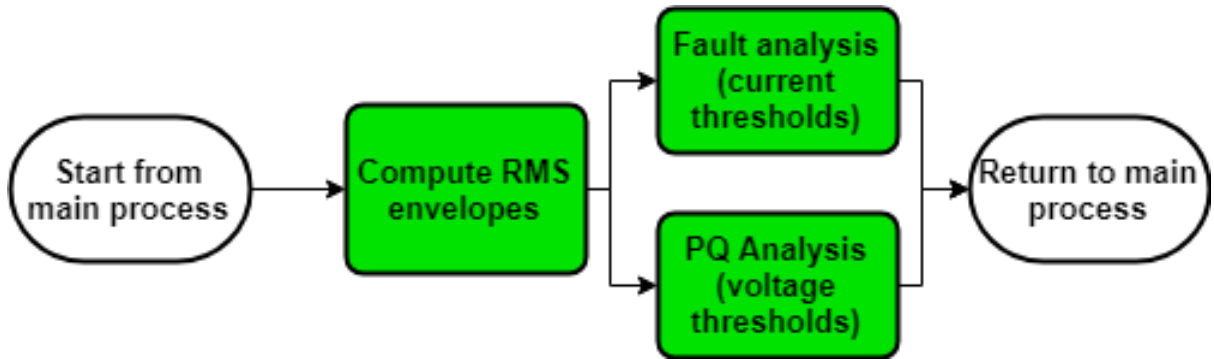 Start from
main process
Compute RMS
envelopes
Fault analysis
(current
thresholds)
PQ Analysis
(voltage
thresholds)
Return to main
process